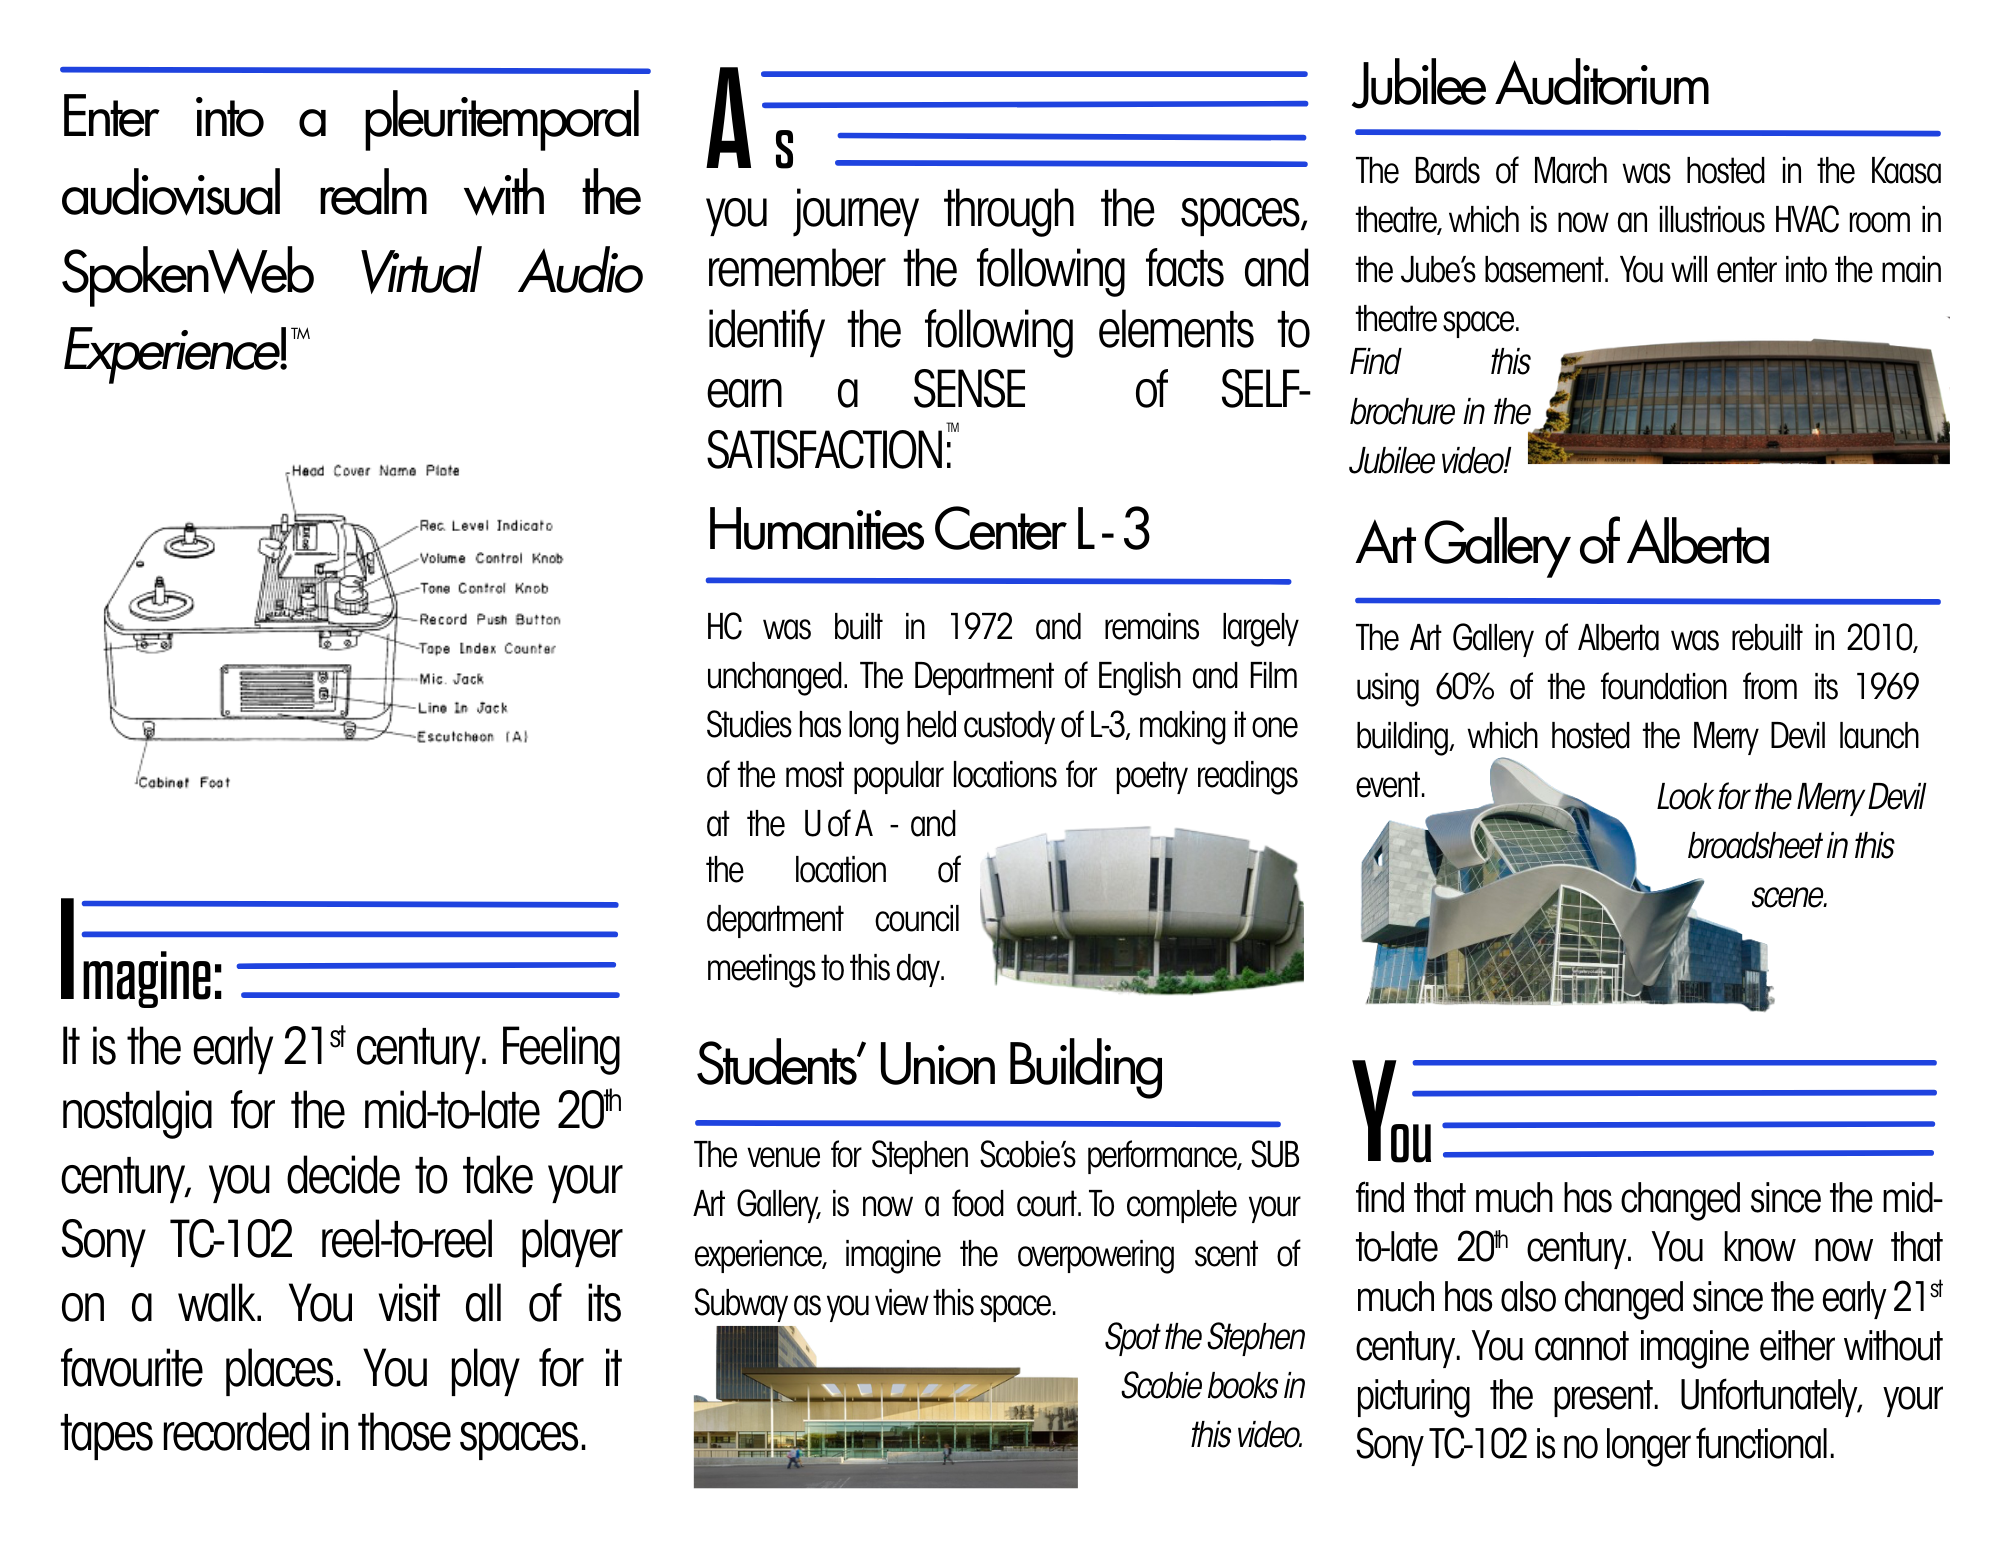 Enter into a pleuritemporal
audiovisual realm with the
SpokenWeb Virtual Audio
Experience!™
Head Cover Name Plate
Rec. Level Indicato
Volume Control Knob
Tone Control Knob
Record Push Button
Tape Index Counter
Mic. Jack
Line In Jack
Escutcheon (A)
Cabinet Foot
Imagine:
It is the early 21st century. Feeling
nostalgia for the mid-to-late 20th
century, you decide to take your
Sony TC-102 reel-to-reel player
on a walk. You visit all of its
favourite places. You play for it
tapes recorded in those spaces.
As
you journey through the spaces,
remember the following facts and
identify the following elements to
earn a SENSE of SELF-
SATISFACTION:™
Humanities Center L - 3
HC was built in 1972 and remains largely
unchanged. The Department of English and Film
Studies has long held custody of L-3, making it one
of the most popular locations for poetry readings
at the U of A - and
the location of
department council
meetings to this day.
Students' Union Building
The venue for Stephen Scobie's performance, SUB
Art Gallery, is now a food court. To complete your
experience, imagine the overpowering scent of
Subway as you view this space.
Spot the Stephen
Scobie books in
this video.
Jubilee Auditorium
The Bards of March was hosted in the Kaasa
theatre, which is now an illustrious HVAC room in
the Jube's basement. You will enter into the main
theatre space.
Find this
brochure in the
Jubilee video!
Art Gallery of Alberta
The Art Gallery of Alberta was rebuilt in 2010,
using 60% of the foundation from its 1969
building, which hosted the Merry Devil launch
event.
Look for the Merry Devil
broadsheet in this
scene.
You
find that much has changed since the mid-
to-late 20th century. You know now that
much has also changed since the early 21st
century. You cannot imagine either without
picturing the present. Unfortunately, your
Sony TC-102 is no longer functional.